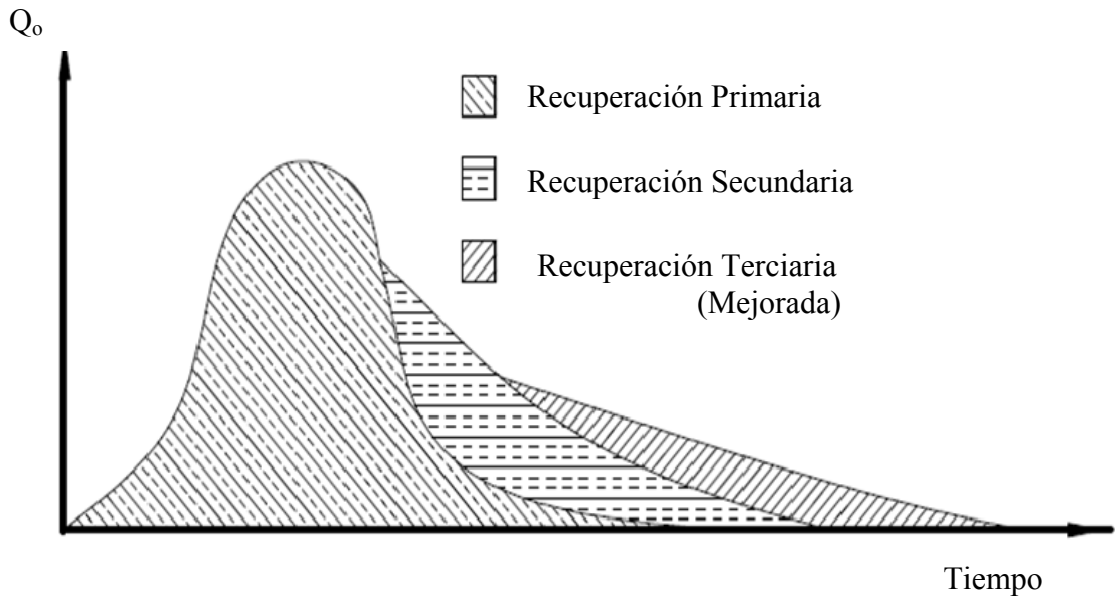 Qo
Recuperación Primaria
Recuperación Secundaria
Recuperación Terciaria
(Mejorada)
Tiempo